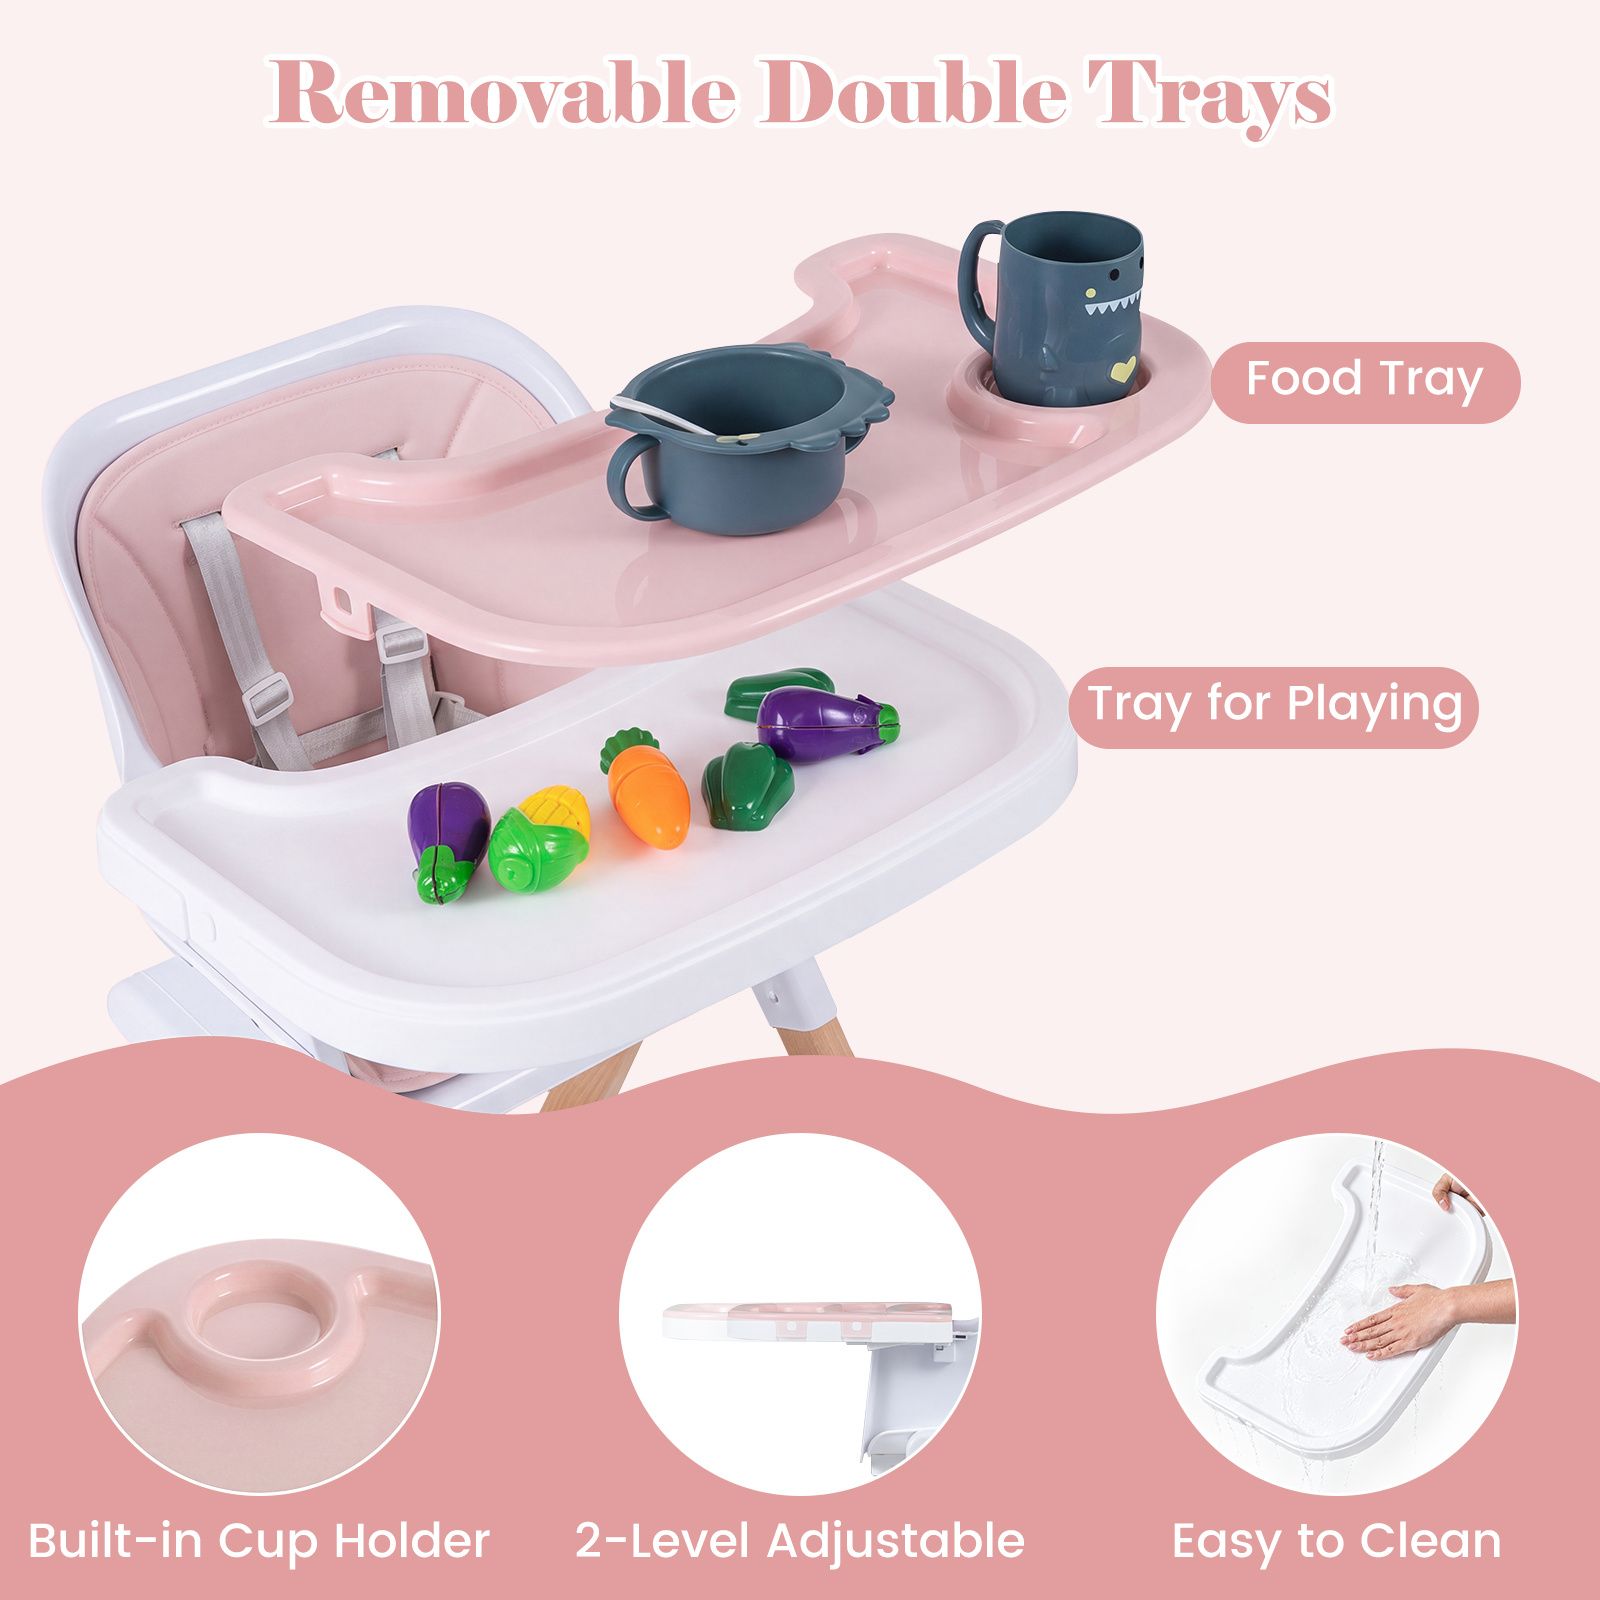 Removable Double Trays
Food Tray
Tray for Playing
Built-in Cup Holder
2-Level Adjustable
Easy to Clean